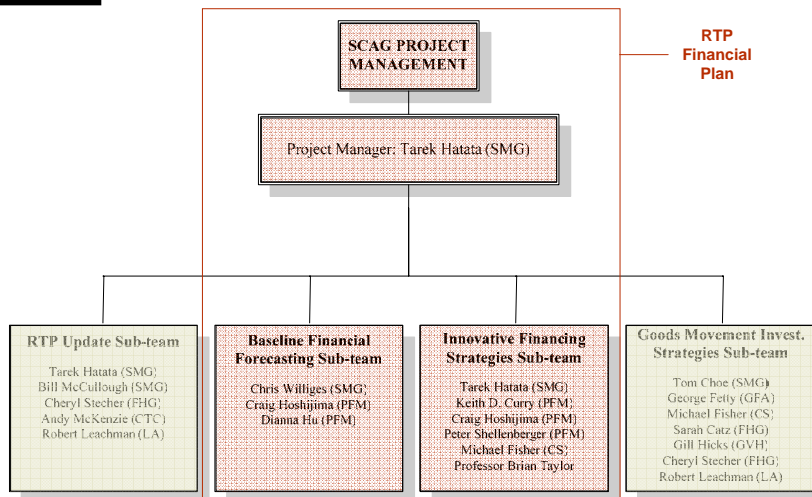 SCAG PROJECT
MANAGEMENT
RTP
Financial
Plan
Project Manager: Tarek Hatata (SMG)
RTP Update Sub-team
Tarek Hatata (SMG)
Bill McCullough (SMG)
Cheryl Stecher (FHG)
Andy McKenzie (CTC)
Robert Leachman (LA)
Baseline Financial
Forecasting Sub-team
Chris Williges (SMG)
Craig Hoshijima (PFM)
Dianna Hu (PFM)
Innovative Financing
Strategies Sub-team
Tarek Hatata (SMG)
Keith D. Curry (PFM)
Craig Hoshijima (PFM)
Peter Shellenberger (PFM)
Michael Fisher (CS)
Professor Brian Taylor
Goods Movement Invest.
Strategies Sub-team
Tom Choe (SMG)
George Fetty (GFA)
Michael Fisher (CS)
Sarah Catz (FHG)
Gill Hicks (GVH)
Cheryl Stecher (FHG)
Robert Leachman (LA)